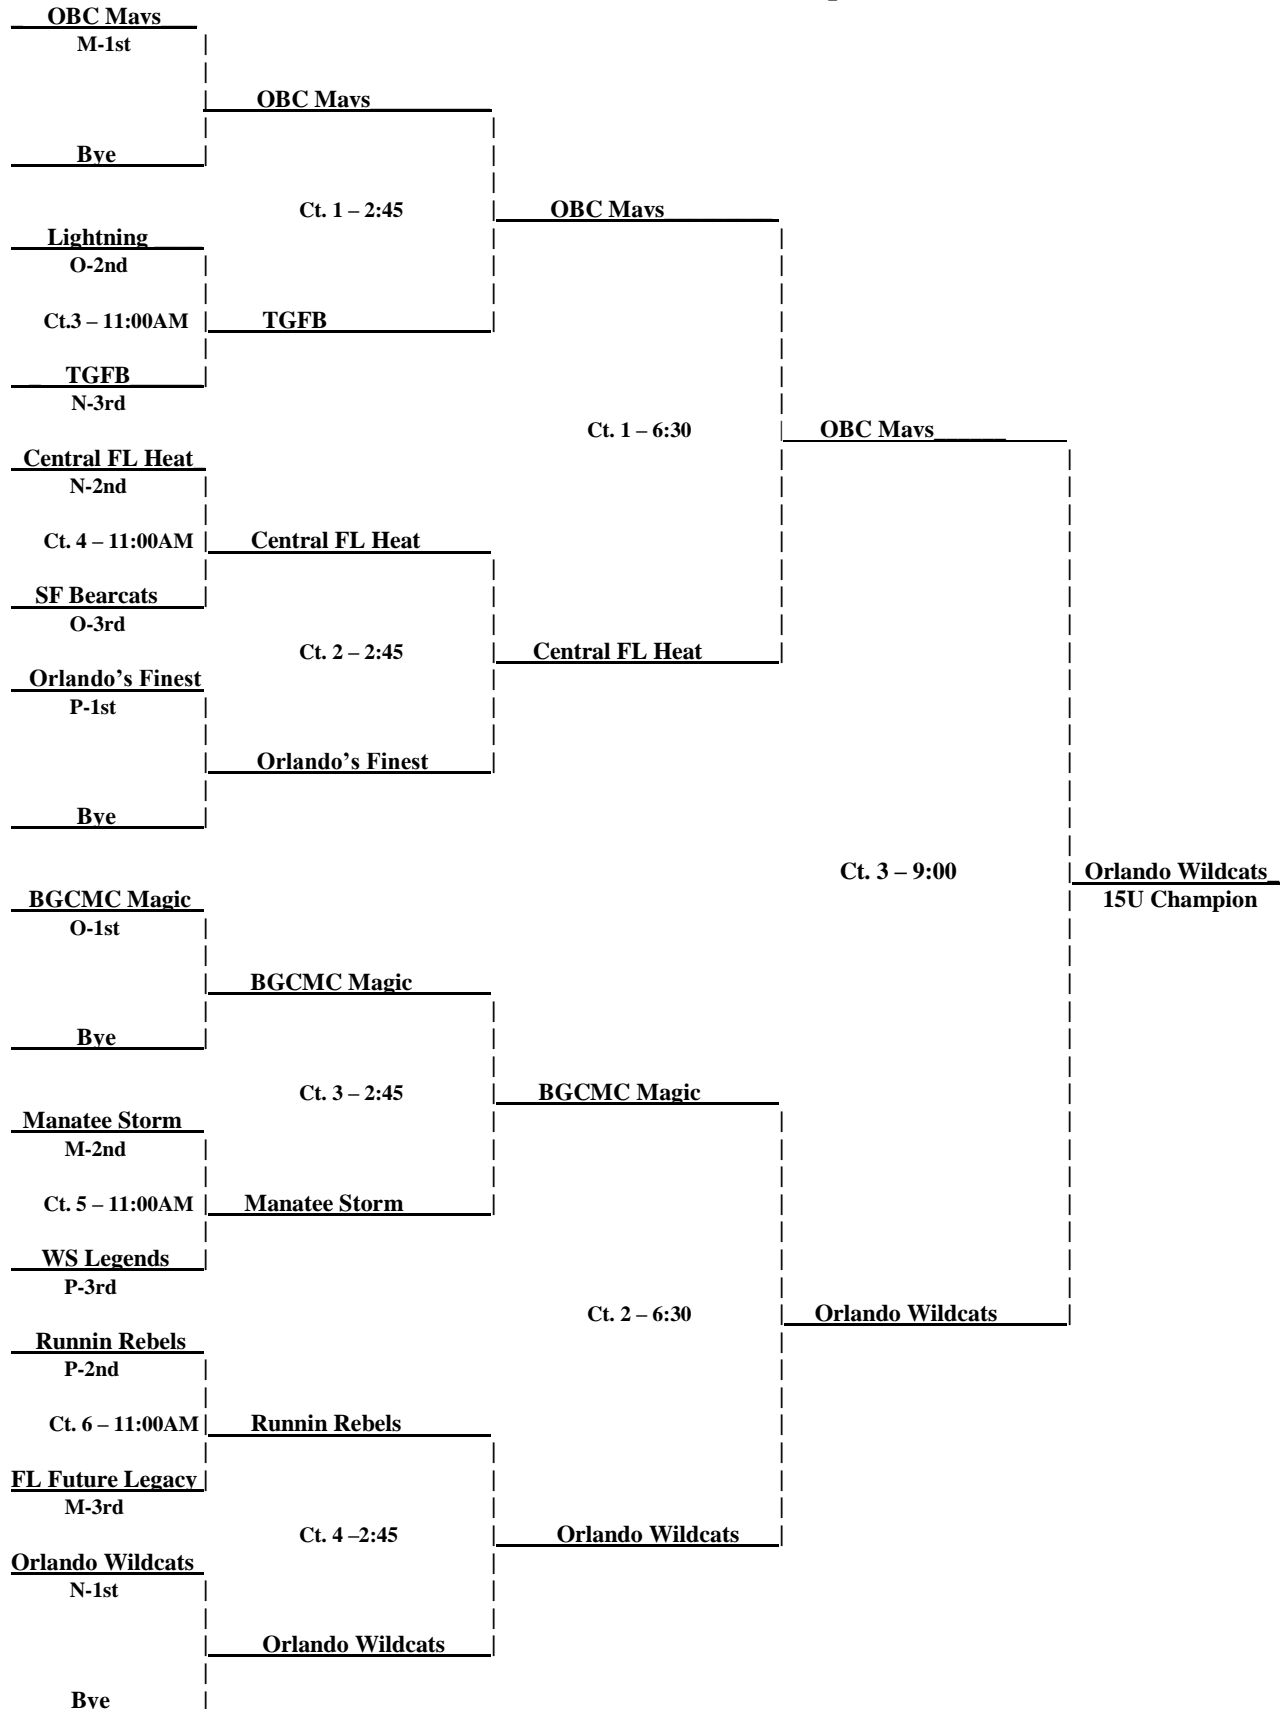 OBC Mavs
M-1st
OBC Mavs
Bye
Ct. 1 – 2:45
OBC Mavs
Lightning
O-2nd
Ct.3 – 11:00AM
TGFB
TGFB
N-3rd
Ct. 1 – 6:30
OBC Mavs
Central FL Heat
N-2nd
Ct. 4 – 11:00AM
Central FL Heat
SF Bearcats
O-3rd
Ct. 2 – 2:45
Central FL Heat
Orlando’s Finest
P-1st
Orlando’s Finest
Bye
Ct. 3 – 9:00
Orlando Wildcats
15U Champion
BGCMC Magic
O-1st
BGCMC Magic
Bye
Ct. 3 – 2:45
BGCMC Magic
Manatee Storm
M-2nd
Ct. 5 – 11:00AM
Manatee Storm
WS Legends
P-3rd
Ct. 2 – 6:30
Orlando Wildcats
Runnin Rebels
P-2nd
Ct. 6 – 11:00AM
Runnin Rebels
FL Future Legacy
M-3rd
Ct. 4 –2:45
Orlando Wildcats
Orlando Wildcats
N-1st
Orlando Wildcats
Bye